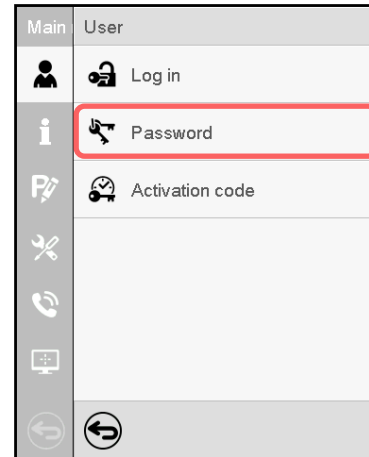 Main
User
Log in
Password
Activation code